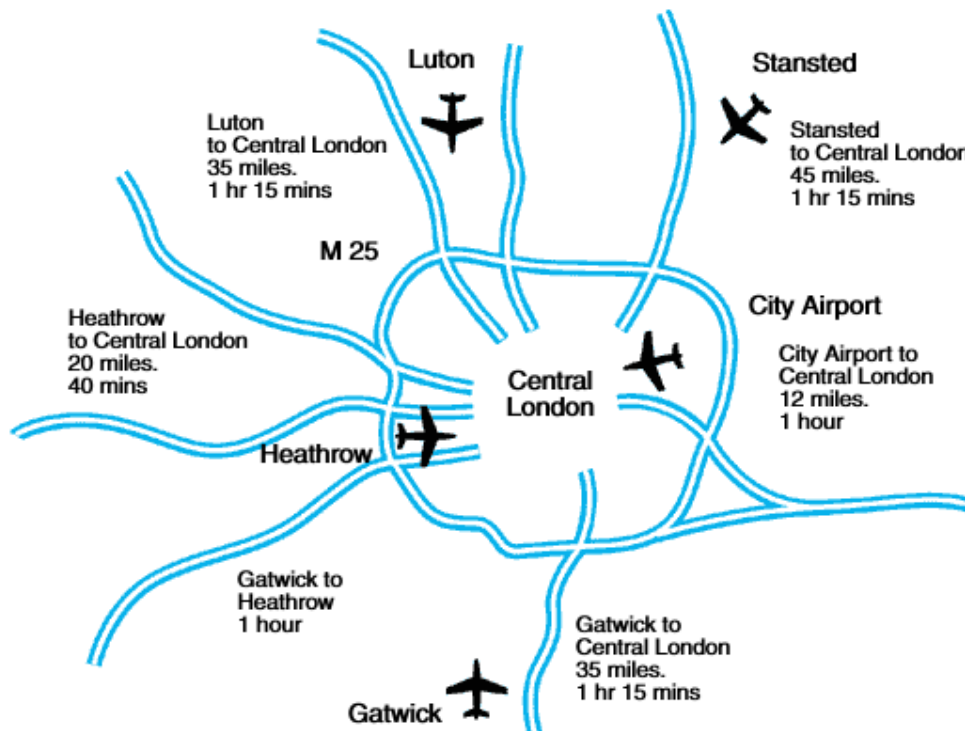 Luton
Stansted
Luton
to Central London
35 miles.
1 hr 15 mins
Stansted
to Central London
45 miles.
1 hr 15 mins
M 25
City Airport
Heathrow
to Central London
20 miles.
40 mins
City Airport to
Central London
12 miles.
1 hour
Central
London
Heathrow
Gatwick to
Heathrow
1 hour
Gatwick to
Central London
35 miles.
1 hr 15 mins
Gatwick